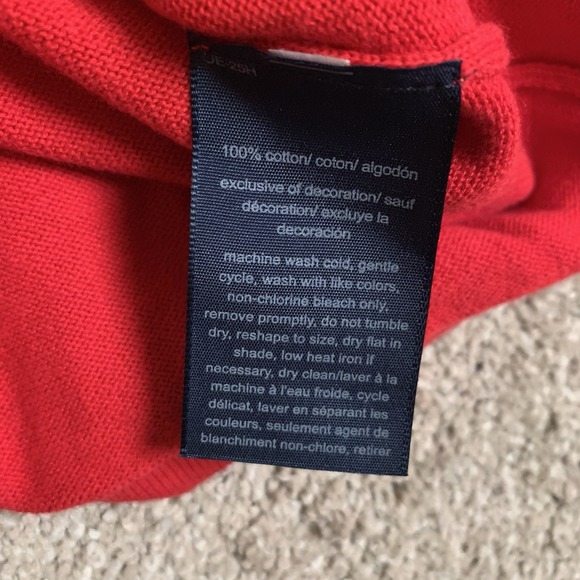 100% cotton/ coton/ algodón
exclusive of decoration/ sauf
décoration/ excluye la
decoración
machine wash cold, gentle
cycle, wash with like colors,
non-chlorine bleach only,
remove promptly, do not tumble
dry, reshape to size, dry flat in
shade, low heat iron if
necessary, dry clean/laver à la
machine à l'eau froide, cycle
délicat, laver en séparant les
couleurs, seulement agent de
blanchiment non-chlore, retirer